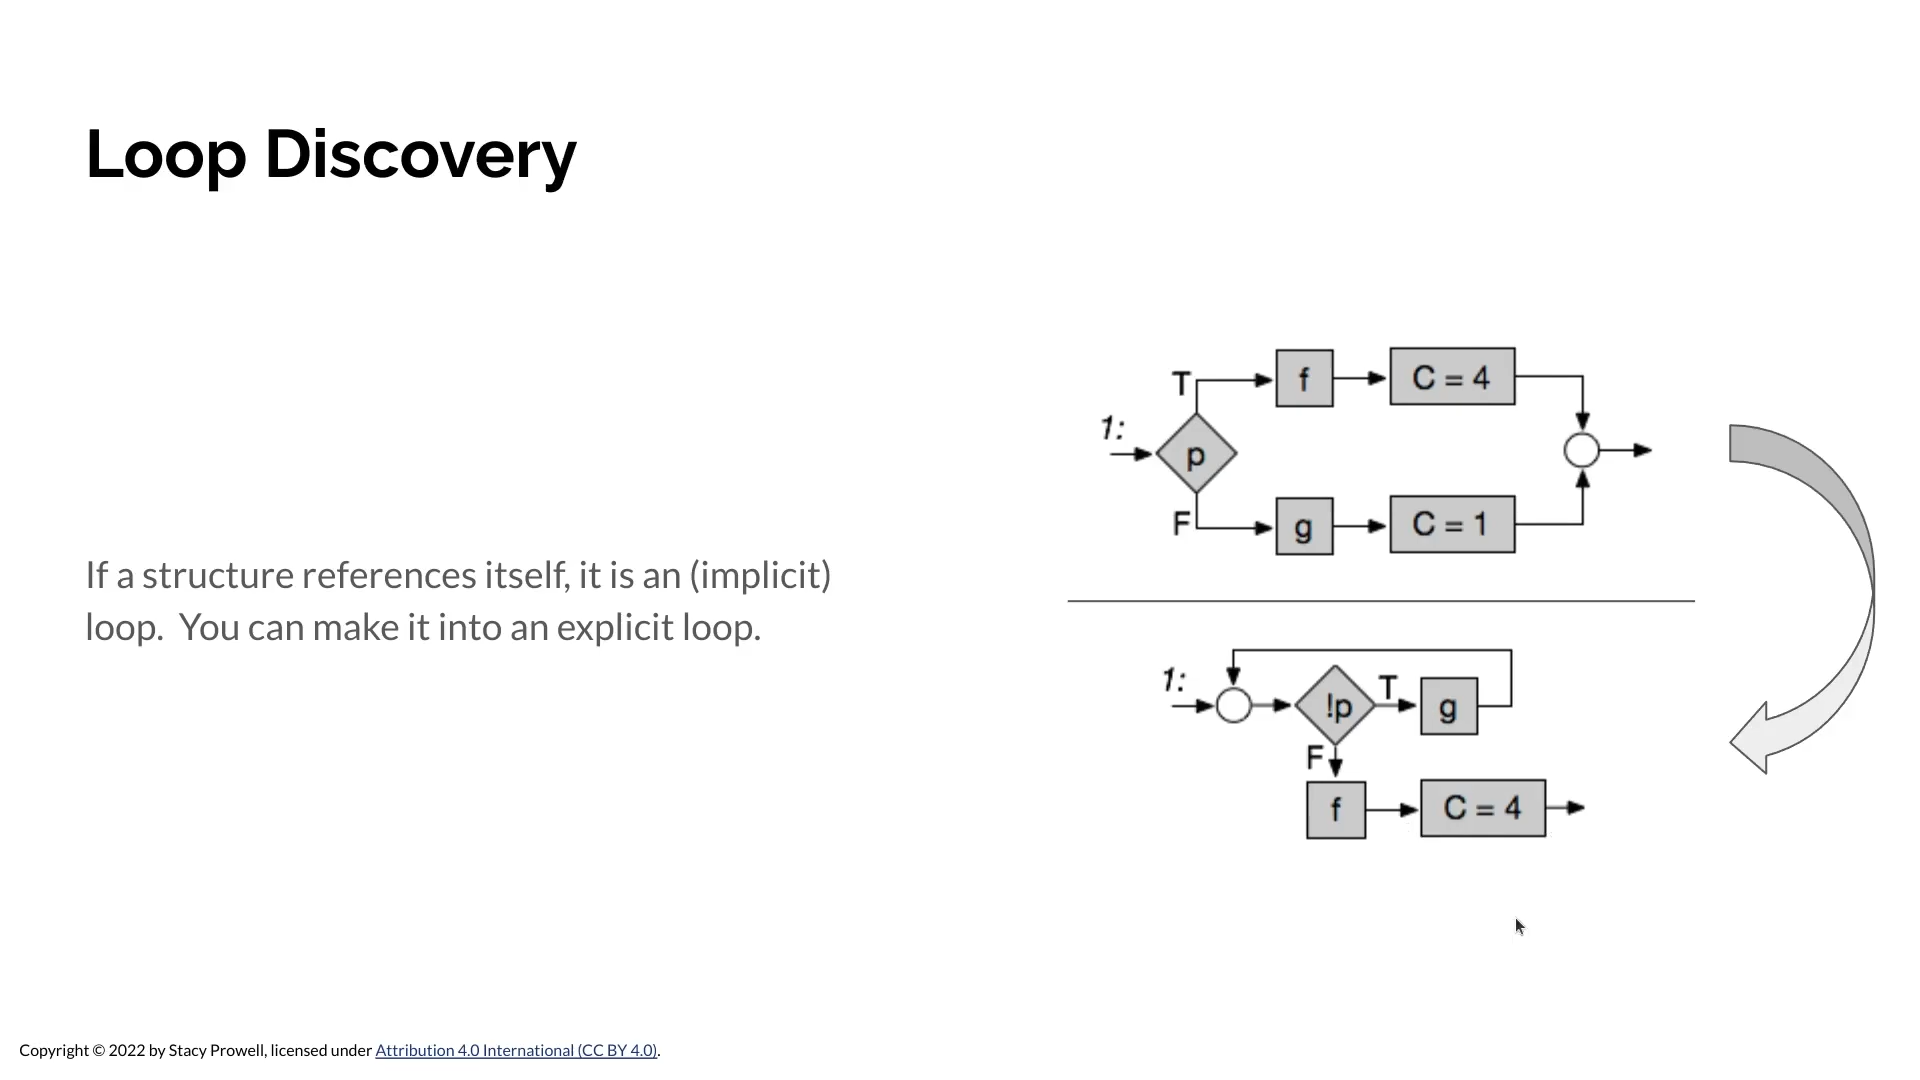 Loop Discovery
If a structure references itself, it is an (implicit)
loop.  You can make it into an explicit loop.
T
f
C = 4
1:
p
F
g
C = 1
1:
!p
T
g
F
f
C = 4
Copyright © 2022 by Stacy Prowell, licensed under Attribution 4.0 International (CC BY 4.0).